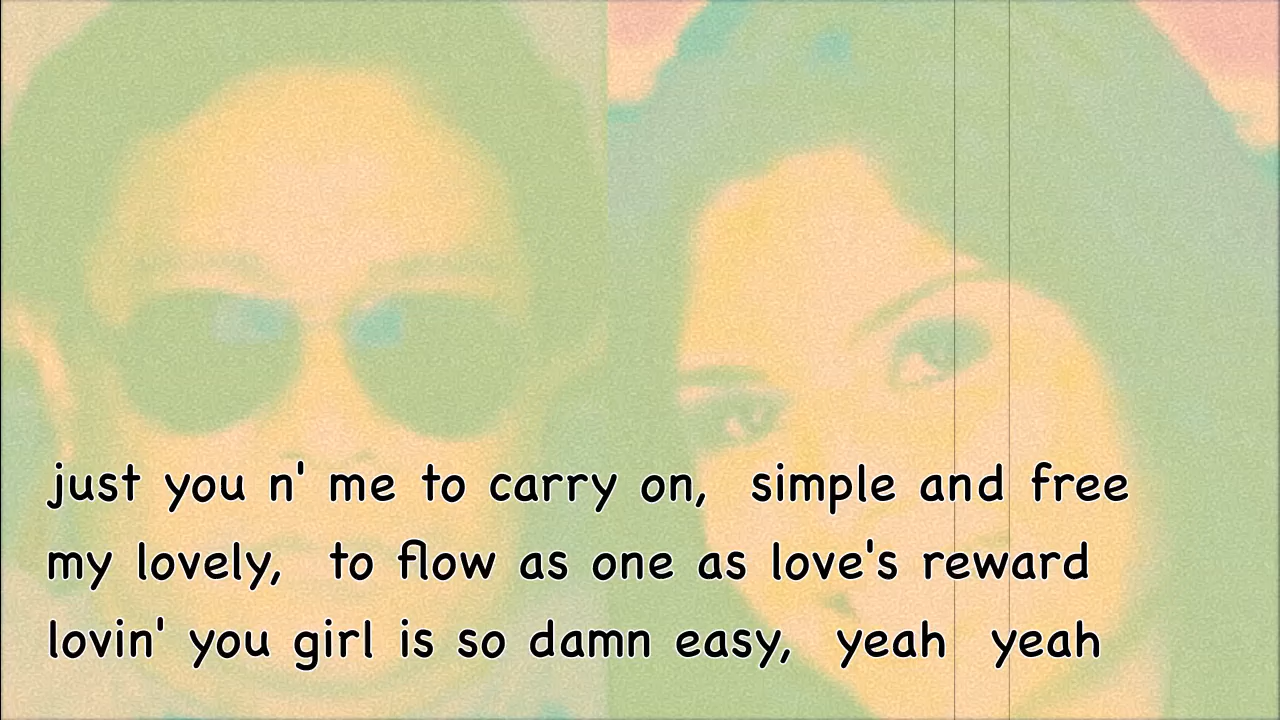 just you n' me to carry on, simple and free
my lovely, to flow as one as love's reward
lovin' you girl is so damn easy, yeah yeah